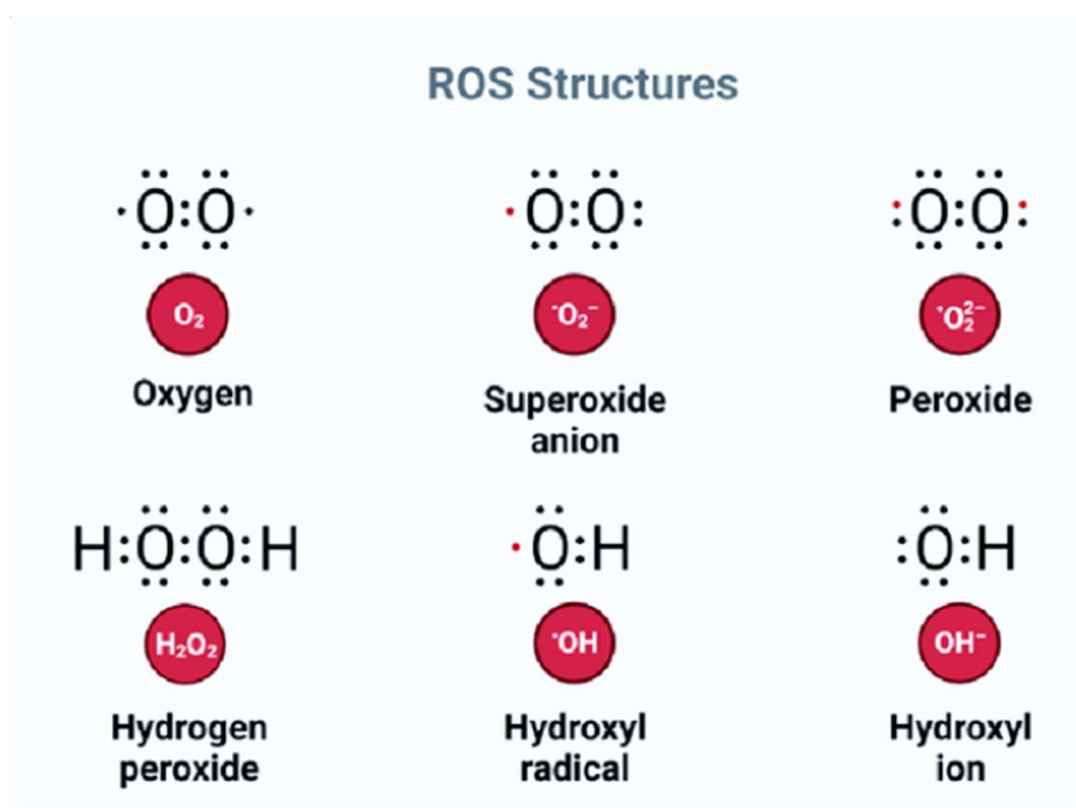 ROS Structures
·Ö:Ö·
·Ö:Ö:
:Ö:Ö:
O₂
·O₂⁻
·O₂²⁻
Oxygen
Superoxide
anion
Peroxide
H:Ö:Ö:H
·Ö:H
:Ö:H
H₂O₂
·OH
OH⁻
Hydrogen
peroxide
Hydroxyl
radical
Hydroxyl
ion